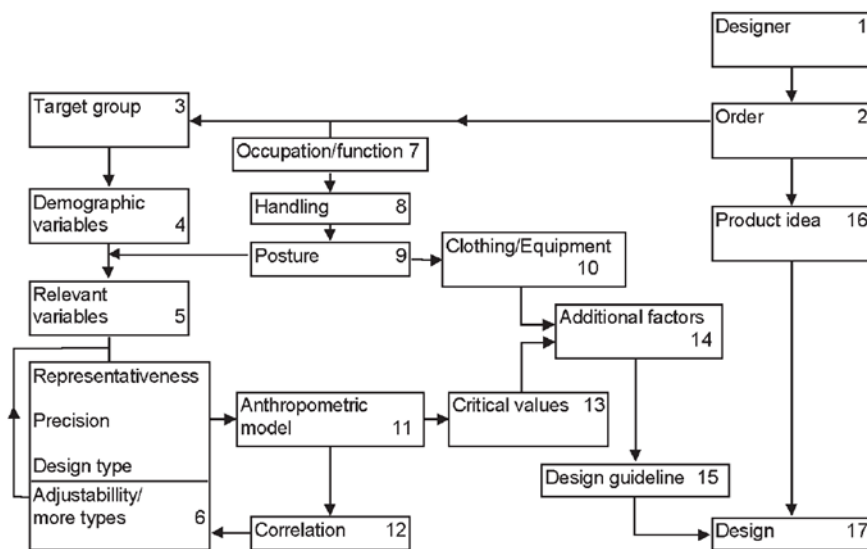 Designer 1
Target group 3
Order 2
Occupation/function 7
Demographic
variables 4
Handling 8
Product idea 16
Posture 9
Clothing/Equipment
10
Relevant
variables 5
Additional factors
14
Representativeness
Precision
Design type
Anthropometric
model 11
Critical values 13
Adjustability/
more types 6
Design guideline 15
Correlation 12
Design 17